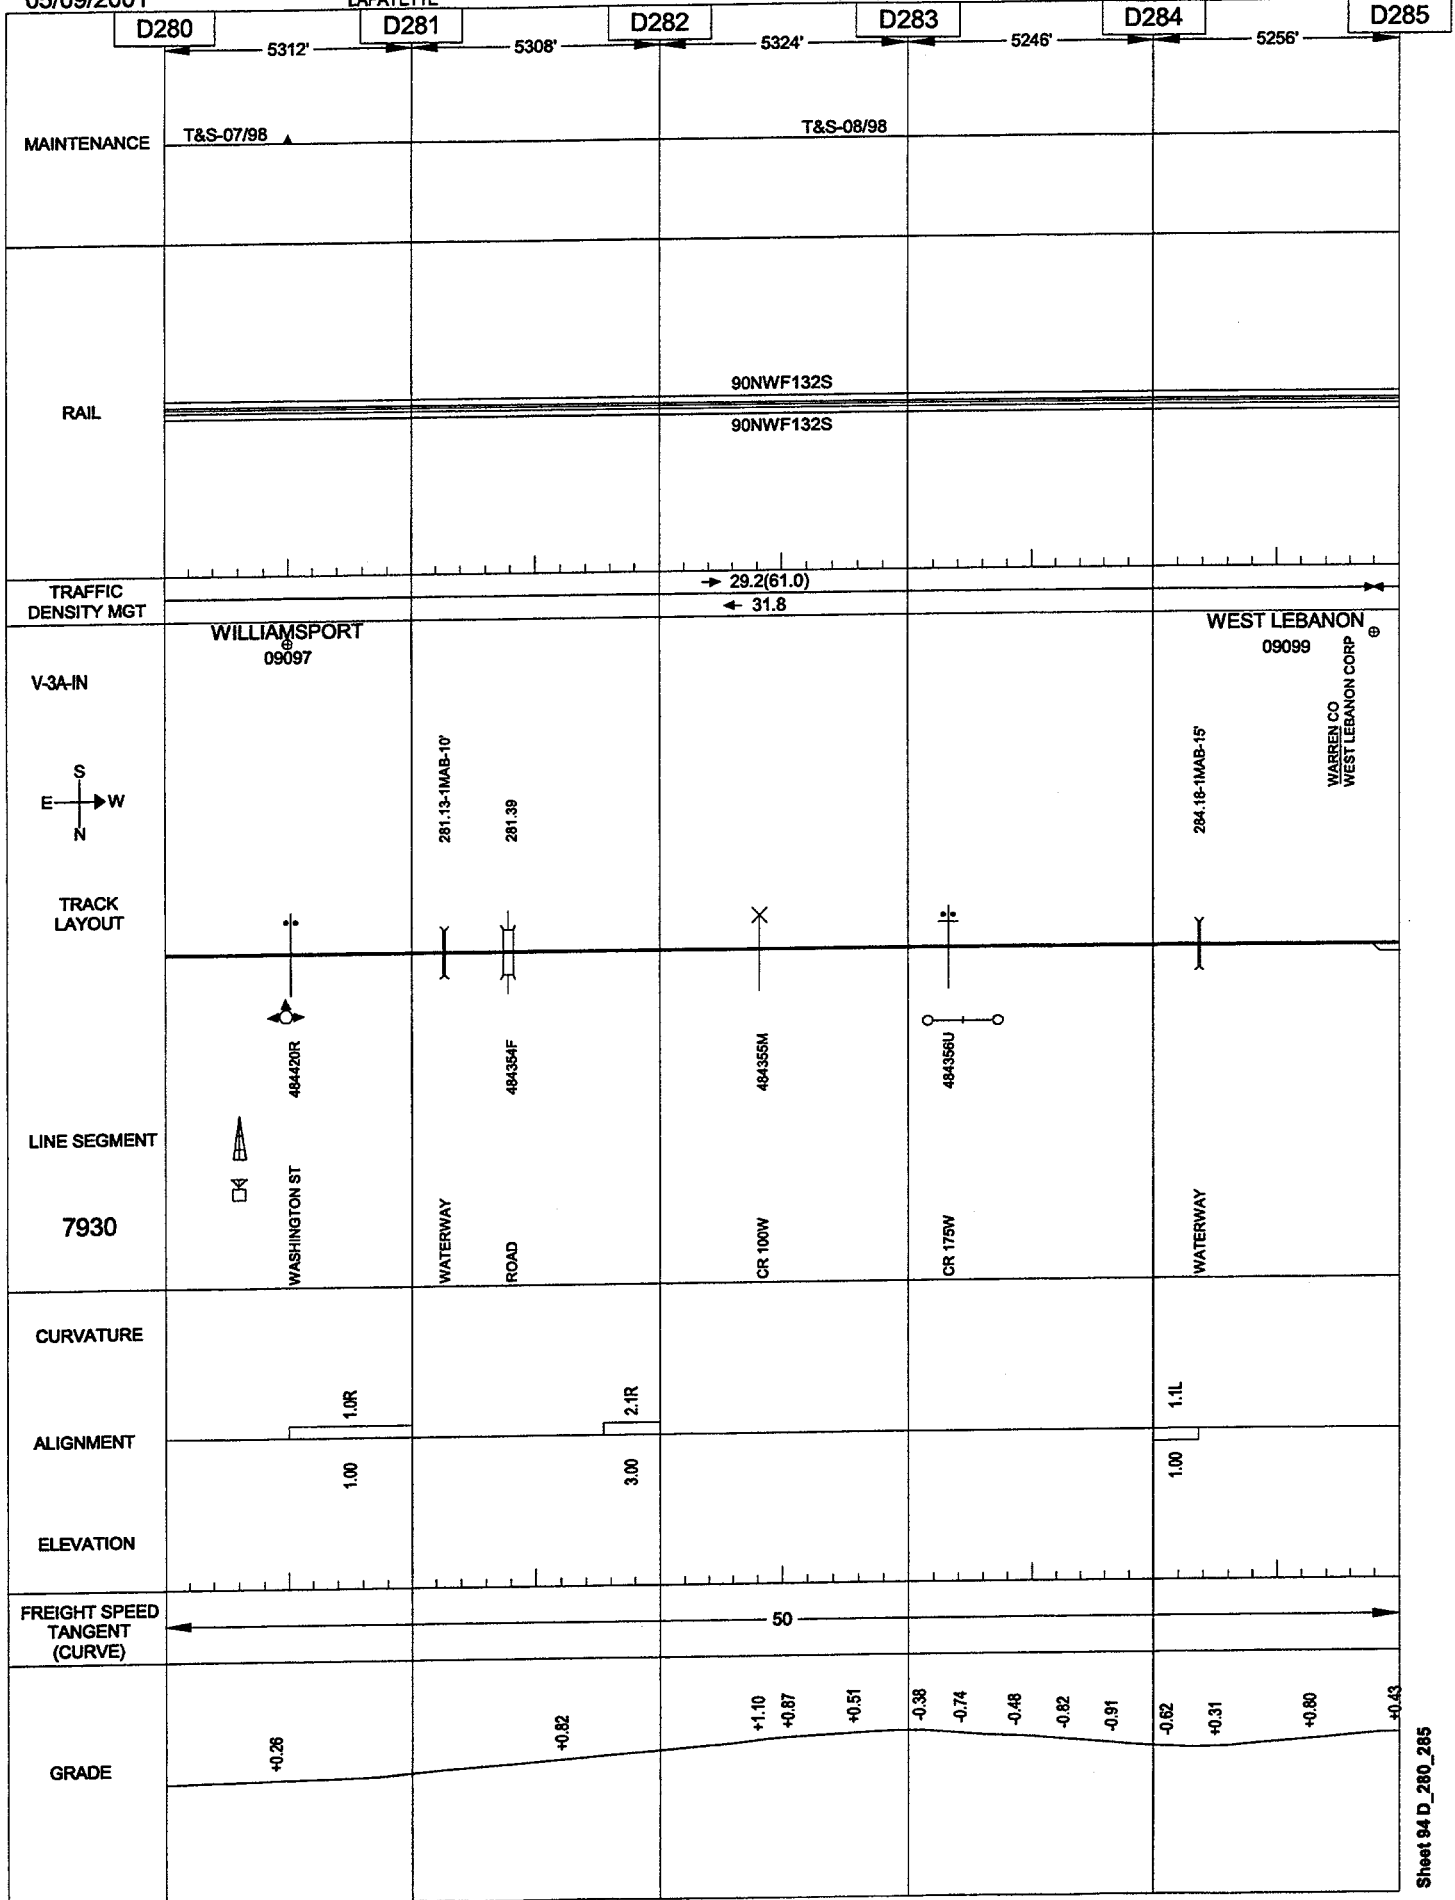 05/09/2001
LAFAYETTE
D280 D281 D282 D283 D284 D285
5312' 5308' 5324' 5246' 5256'
MAINTENANCE
T&S-07/98
T&S-08/98
RAIL
90NWF132S
90NWF132S
TRAFFIC
DENSITY MGT
29.2(61.0)
31.8
WILLIAMSPORT
09097
WEST LEBANON
09099
WARREN CO
WEST LEBANON CORP
V-3A-IN
S
E W
N
281.13-1MAB-10'
281.39
284.18-1MAB-15'
TRACK
LAYOUT
484420R
484354F
484355M
484356U
LINE SEGMENT
7930
WASHINGTON ST
WATERWAY
ROAD
CR 100W
CR 175W
WATERWAY
CURVATURE
1.0R
2.1R
1.1L
ALIGNMENT
1.00
3.00
1.00
ELEVATION
FREIGHT SPEED
TANGENT
(CURVE)
50
GRADE
+0.26
+0.82
+1.10
+0.87
+0.51
-0.38
-0.74
-0.48
-0.82
-0.91
-0.62
+0.31
+0.80
+0.43
Sheet 94 D_280_285